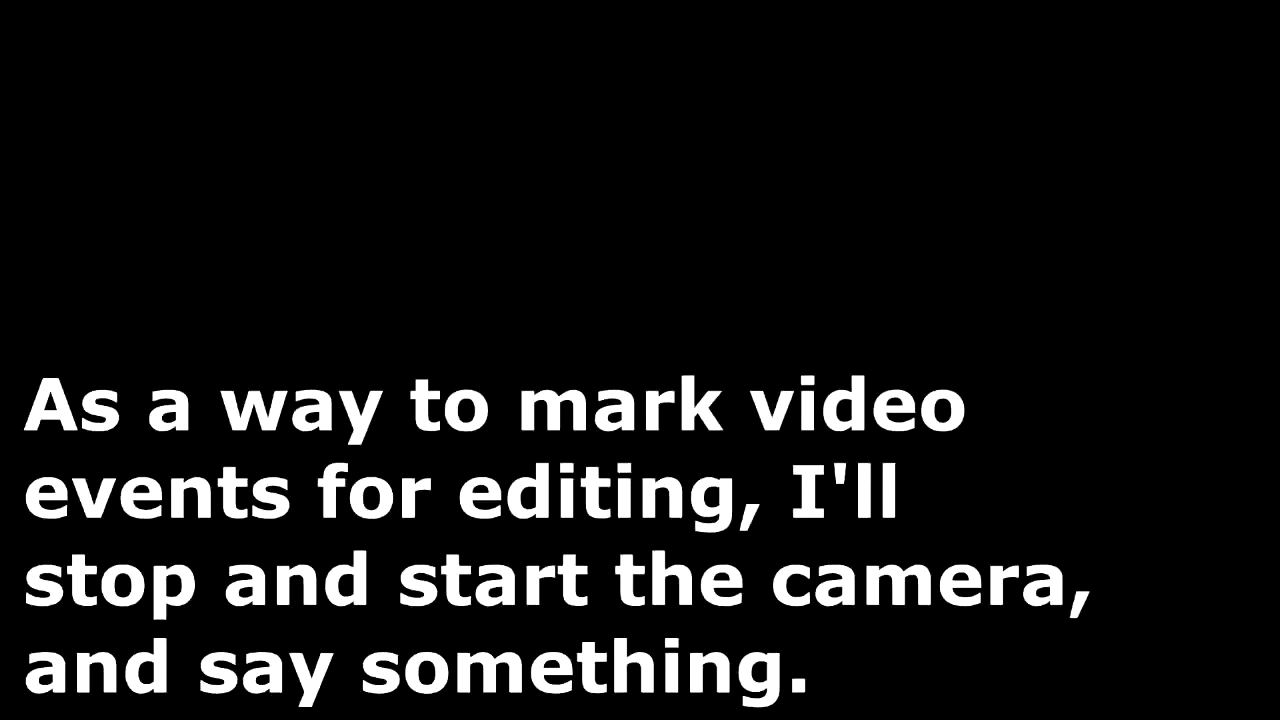 As a way to mark video
events for editing, I'll
stop and start the camera,
and say something.